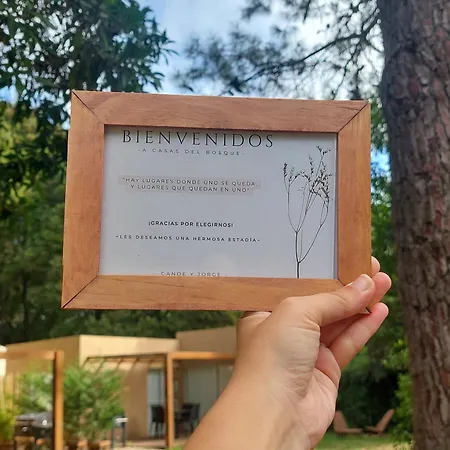 BIENVENIDOS
- A CASAS DEL BOSQUE -
"HAY LUGARES DONDE UNO SE QUEDA
Y LUGARES QUE QUEDAN EN UNO"
¡GRACIAS POR ELEGIRNOS!
~LES DESEAMOS UNA HERMOSA ESTADÍA~
CANDE Y JORGE